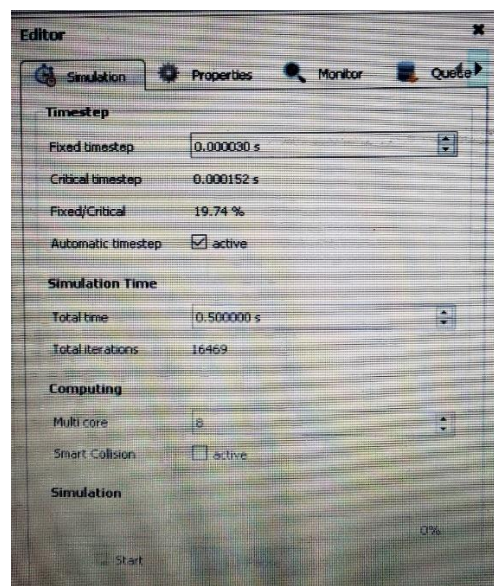 Editor
Simulation Properties Monitor Queue
Timestep
Fixed timestep 0.000030 s
Critical timestep 0.000152 s
Fixed/Critical 19.74 %
Automatic timestep active
Simulation Time
Total time 0.500000 s
Total iterations 16469
Computing
Multi core 8
Smart Collision active
Simulation
0%
Start